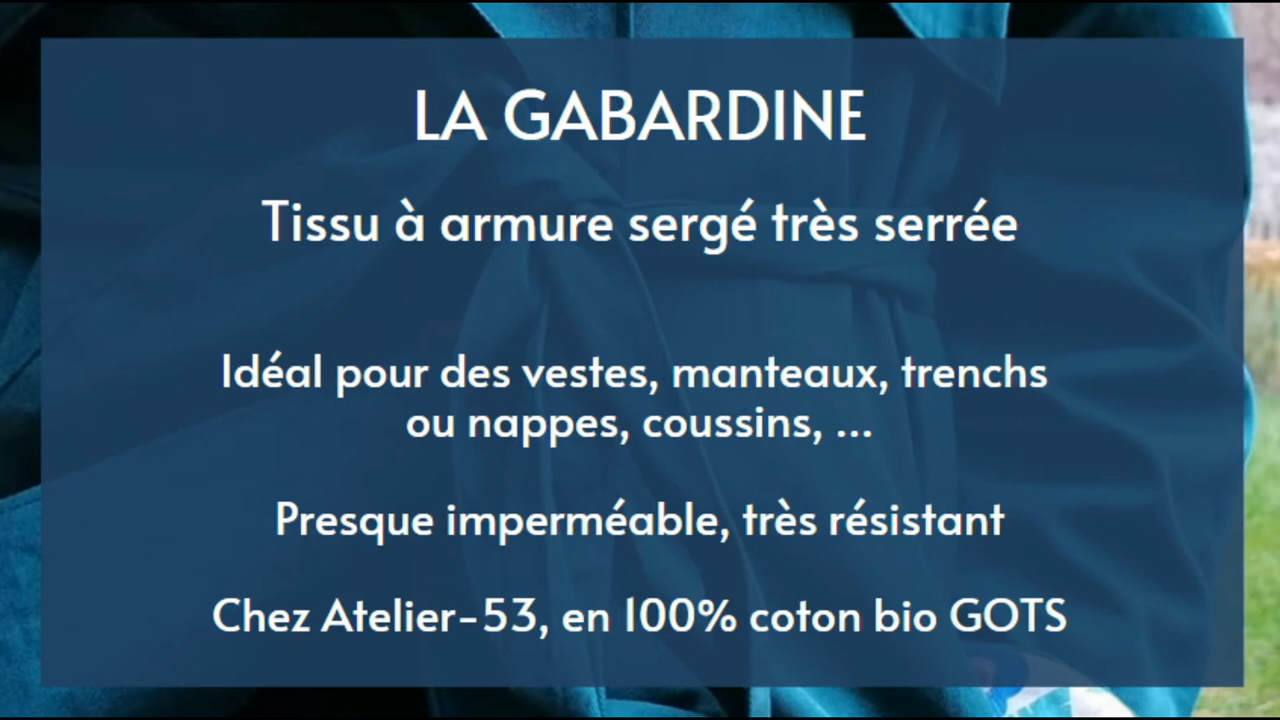 LA GABARDINE
Tissu à armure sergé très serrée
Idéal pour des vestes, manteaux, trenchs
ou nappes, coussins, ...
Presque imperméable, très résistant
Chez Atelier-53, en 100% coton bio GOTS